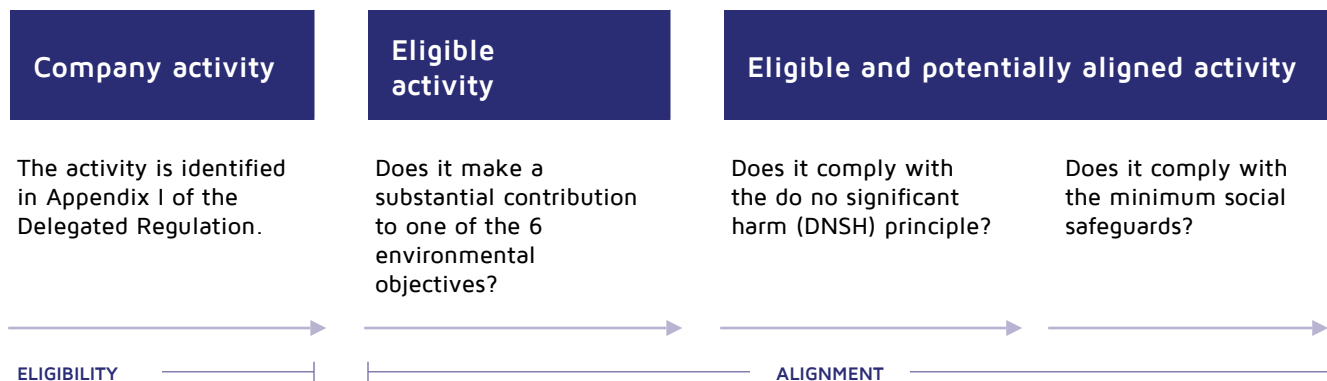 Company activity
Eligible
activity
Eligible and potentially aligned activity
The activity is identified
in Appendix I of the
Delegated Regulation.
Does it make a
substantial contribution
to one of the 6
environmental
objectives?
Does it comply with
the do no significant
harm (DNSH) principle?
Does it comply with
the minimum social
safeguards?
ELIGIBILITY
ALIGNMENT